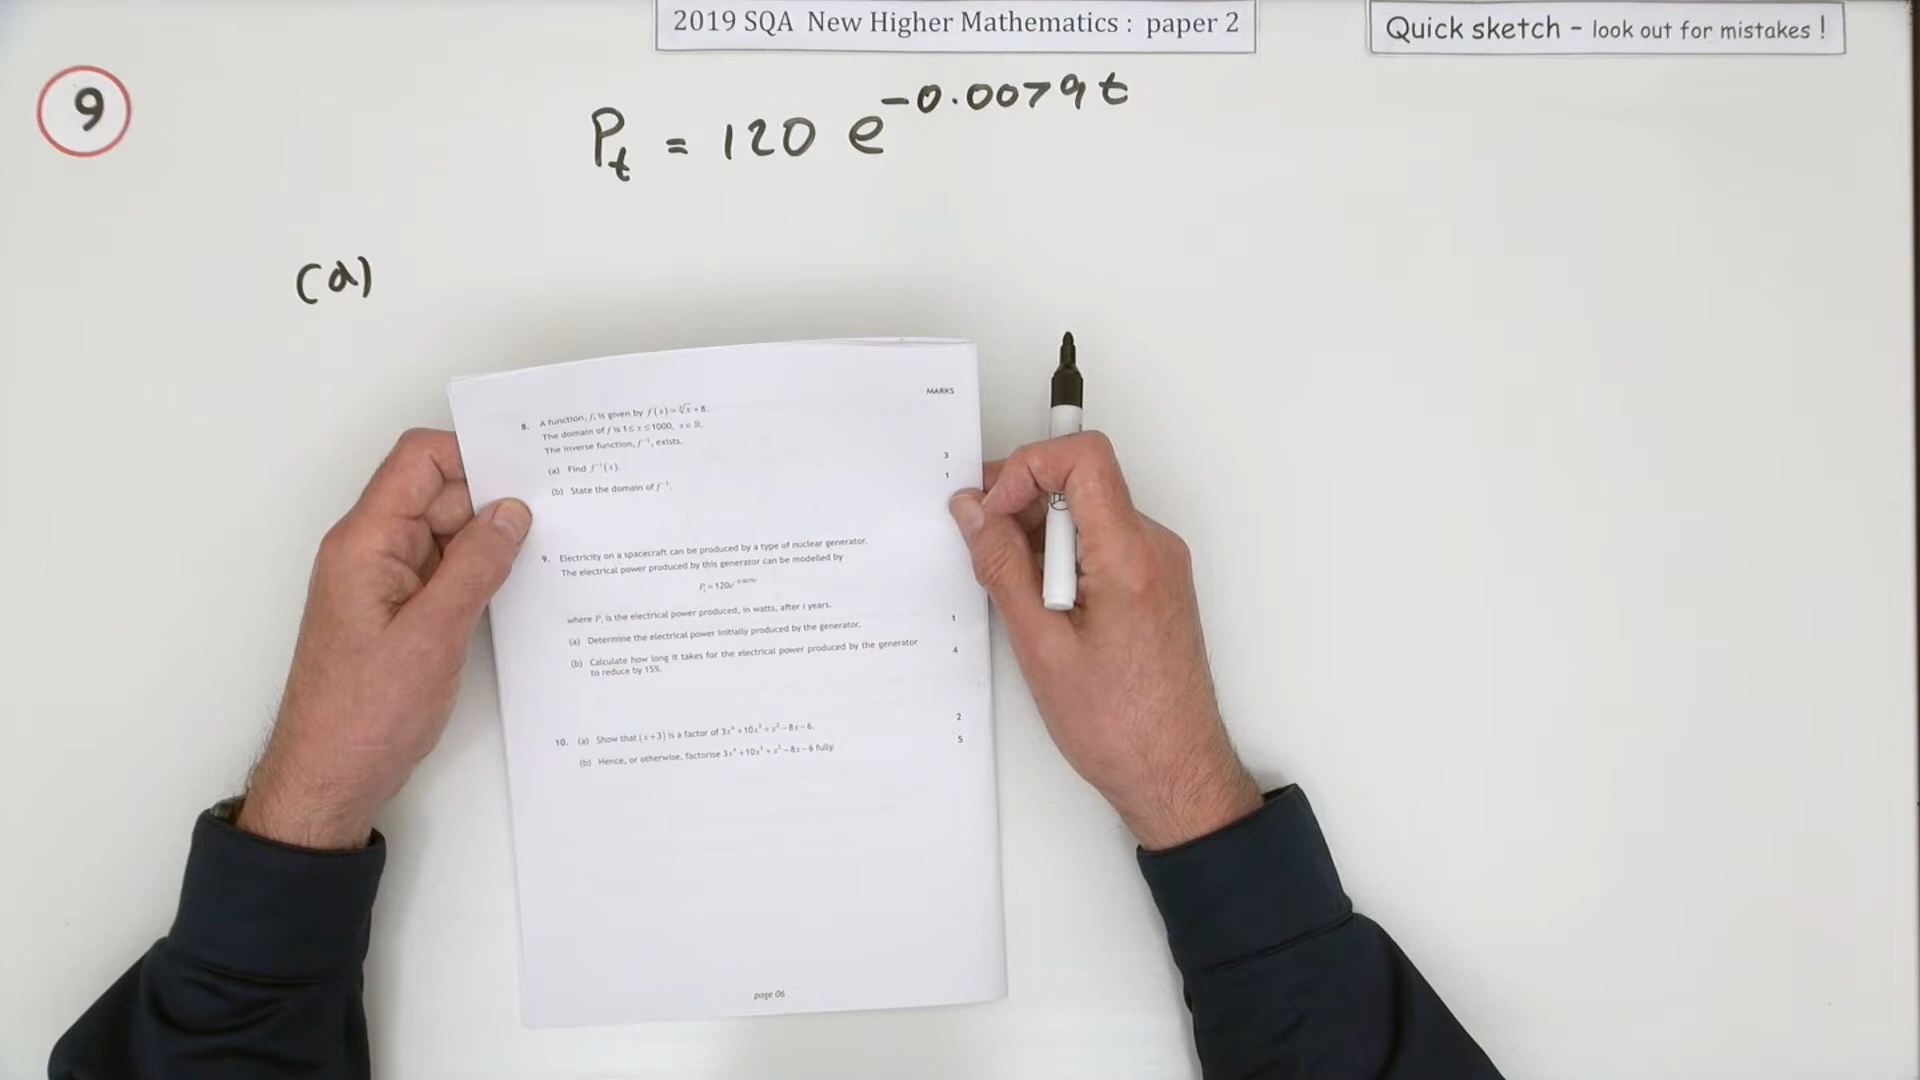 2019 SQA New Higher Mathematics : paper 2
Quick sketch – look out for mistakes !
9
Pₜ = 120 e^{-0.0079t}
(a)
MARKS
8. A function, f, is given by f(x) = ∛x + 8.
The domain of f is 1 ≤ x ≤ 1000, x ∈ ℝ.
The inverse function, f⁻¹, exists.
(a) Find f⁻¹(x). 3
(b) State the domain of f⁻¹. 1
9. Electricity on a spacecraft can be produced by a type of nuclear generator.
The electrical power produced by this generator can be modelled by
Pₜ = 120e^{-0.0079t}
where Pₜ is the electrical power produced, in watts, after t years.
(a) Determine the electrical power initially produced by the generator. 1
(b) Calculate how long it takes for the electrical power produced by the generator 4
to reduce by 15%.
10. (a) Show that (x + 3) is a factor of 3x⁴ + 10x³ + x² − 8x − 6. 2
(b) Hence, or otherwise, factorise 3x⁴ + 10x³ + x² − 8x − 6 fully. 5
page 06